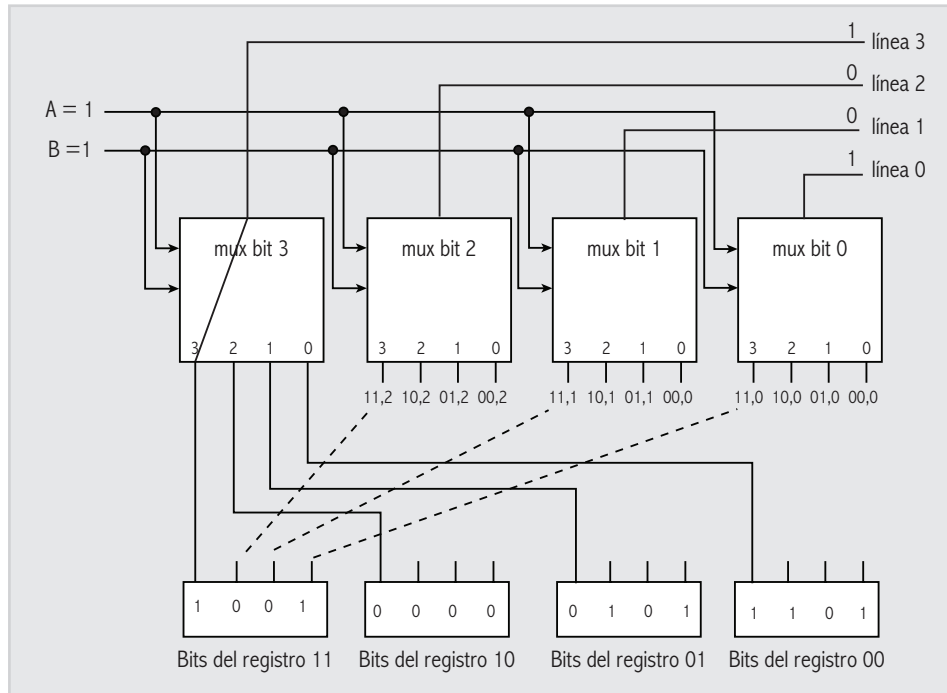 1 línea 3
0 línea 2
A = 1
0 línea 1
B =1
1 línea 0
mux bit 3 mux bit 2 mux bit 1 mux bit 0
3 2 1 0 3 2 1 0 3 2 1 0 3 2 1 0
11,2 10,2 01,2 00,2 11,1 10,1 01,1 00,0 11,0 10,0 01,0 00,0
1 0 0 1 0 0 0 0 0 1 0 1 1 1 0 1
Bits del registro 11 Bits del registro 10 Bits del registro 01 Bits del registro 00